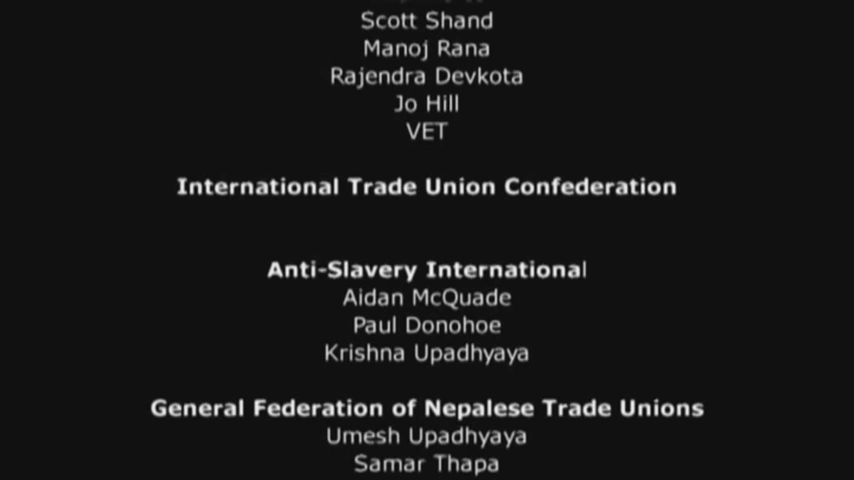 Scott Shand
Manoj Rana
Rajendra Devkota
Jo Hill
VET
International Trade Union Confederation
Anti-Slavery International
Aidan McQuade
Paul Donohoe
Krishna Upadhyaya
General Federation of Nepalese Trade Unions
Umesh Upadhyaya
Samar Thapa